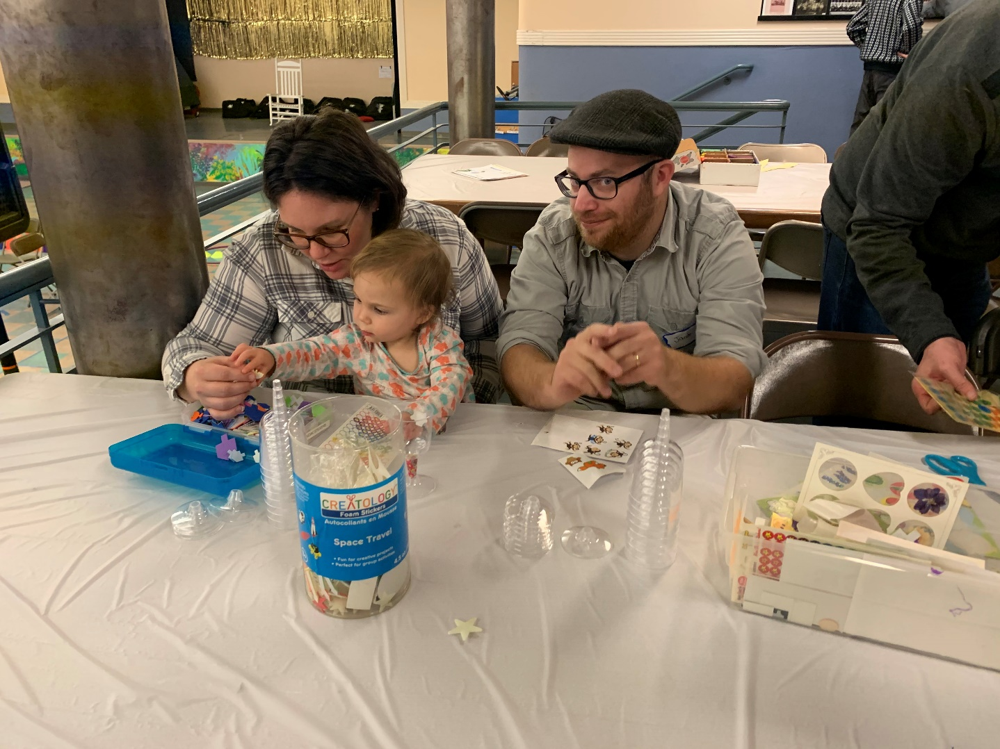 CREATOLOGY
Foam Stickers
Autocollants en Mousse
Space Travel
• Fun for creative projects
• Perfect for group activities